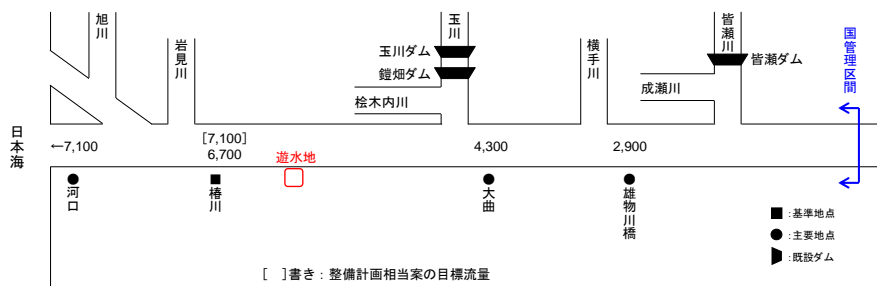 旭川
岩見川
玉川
玉川ダム
鎧畑ダム
桧木内川
横手川
成瀬川
皆瀬川
皆瀬ダム
国管理区間
日本海
←7,100
[7,100]
6,700
遊水地
4,300
2,900
河口
椿川
大曲
雄物川橋
■:基準地点
●:主要地点
:既設ダム
[ ]書き：整備計画相当案の目標流量